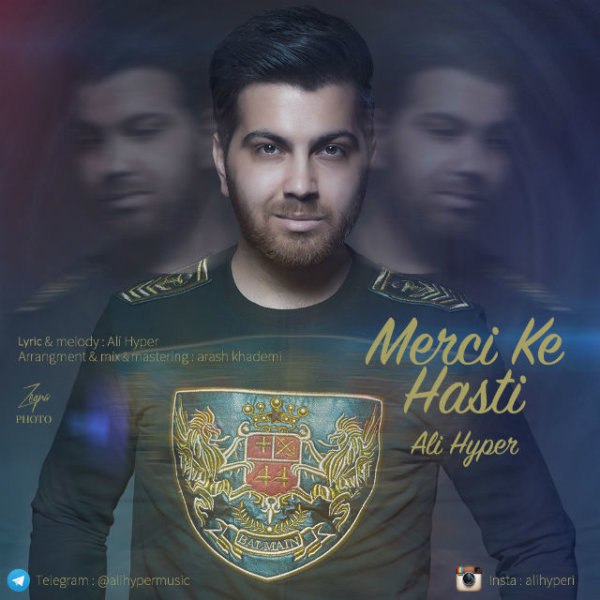 Merci Ke
Hasti
Ali Hyper
Lyric & melody : Ali Hyper
Arrangment & mix & mastering : arash khademi
PHOTO
BALMAIN
Telegram : @alihypermusic
Insta : alihyperi